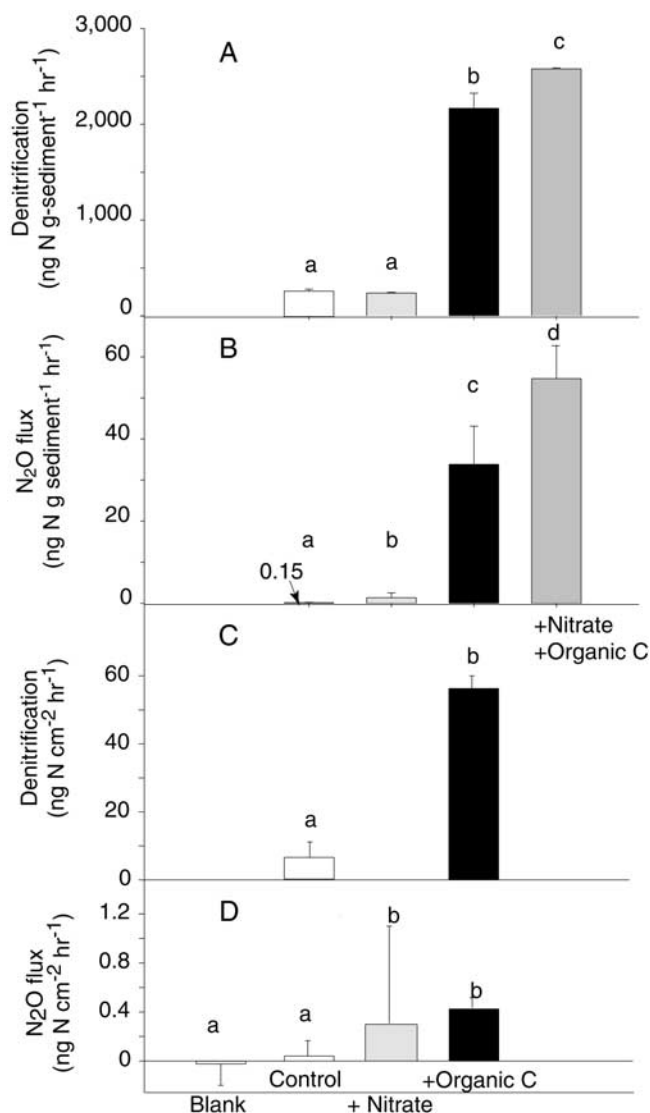 A
Denitrification
(ng N g-sediment⁻¹ hr⁻¹)
3,000
2,000
1,000
0
a
a
b
c
B
N₂O flux
(ng N g sediment⁻¹ hr⁻¹)
60
40
20
0
a
0.15
b
c
d
+Nitrate
+Organic C
C
Denitrification
(ng N cm⁻² hr⁻¹)
60
40
20
0
a
b
D
N₂O flux
(ng N cm⁻² hr⁻¹)
1.2
0.8
0.4
0
a
a
b
b
Control +Organic C
Blank + Nitrate